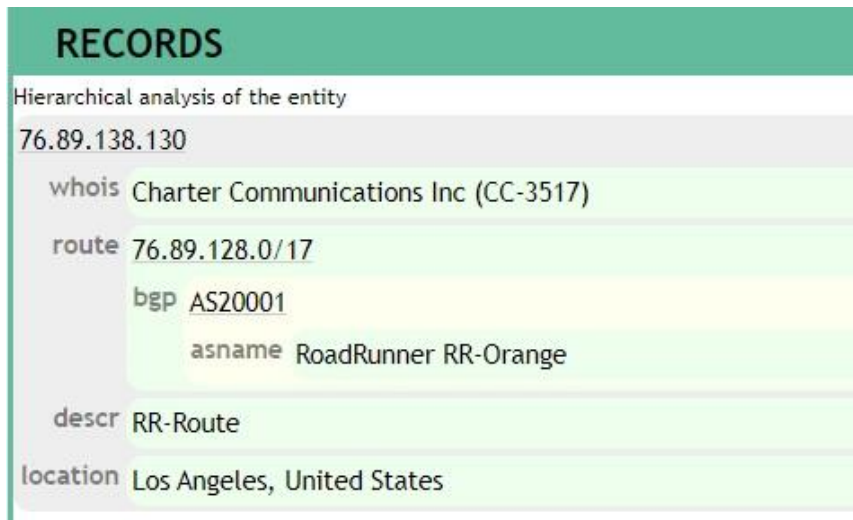 RECORDS
Hierarchical analysis of the entity
76.89.138.130
whois Charter Communications Inc (CC-3517)
route 76.89.128.0/17
bgp AS20001
asname RoadRunner RR-Orange
descr RR-Route
location Los Angeles, United States